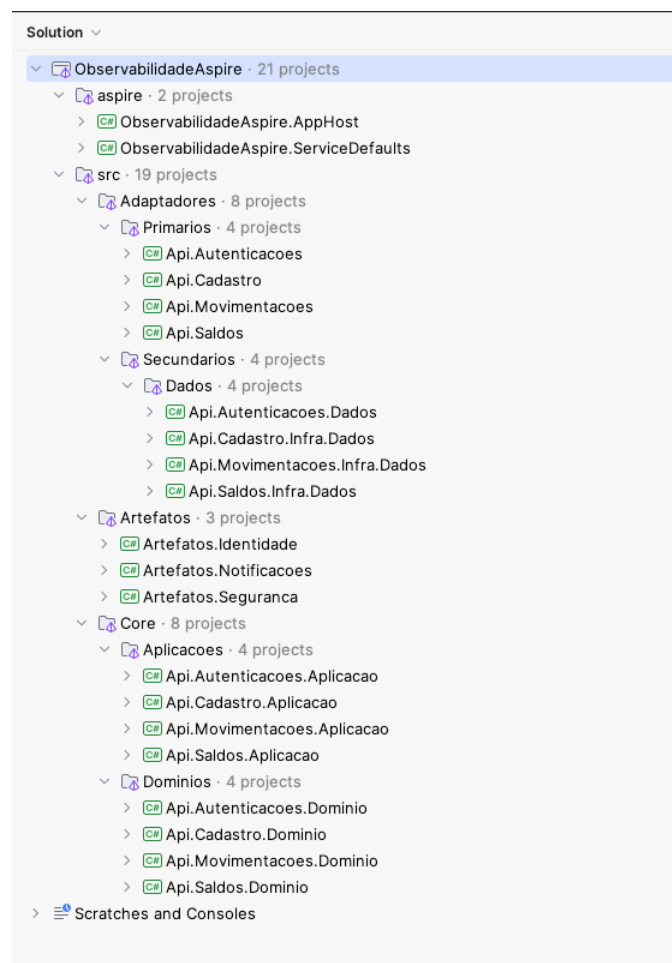 Solution
ObservabilidadeAspire · 21 projects
aspire · 2 projects
C# ObservabilidadeAspire.AppHost
C# ObservabilidadeAspire.ServiceDefaults
src · 19 projects
Adaptadores · 8 projects
Primarios · 4 projects
C# Api.Autenticacoes
C# Api.Cadastro
C# Api.Movimentacoes
C# Api.Saldos
Secundarios · 4 projects
Dados · 4 projects
C# Api.Autenticacoes.Dados
C# Api.Cadastro.Infra.Dados
C# Api.Movimentacoes.Infra.Dados
C# Api.Saldos.Infra.Dados
Artefatos · 3 projects
C# Artefatos.Identidade
C# Artefatos.Notificacoes
C# Artefatos.Seguranca
Core · 8 projects
Aplicacoes · 4 projects
C# Api.Autenticacoes.Aplicacao
C# Api.Cadastro.Aplicacao
C# Api.Movimentacoes.Aplicacao
C# Api.Saldos.Aplicacao
Dominios · 4 projects
C# Api.Autenticacoes.Dominio
C# Api.Cadastro.Dominio
C# Api.Movimentacoes.Dominio
C# Api.Saldos.Dominio
Scratches and Consoles